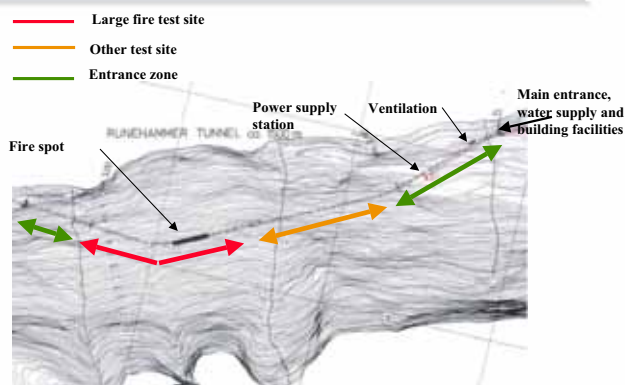 Large fire test site
Other test site
Entrance zone
Main entrance,
water supply and
building facilities
Power supply
station
Ventilation
RUNEHAMMER TUNNEL
Fire spot